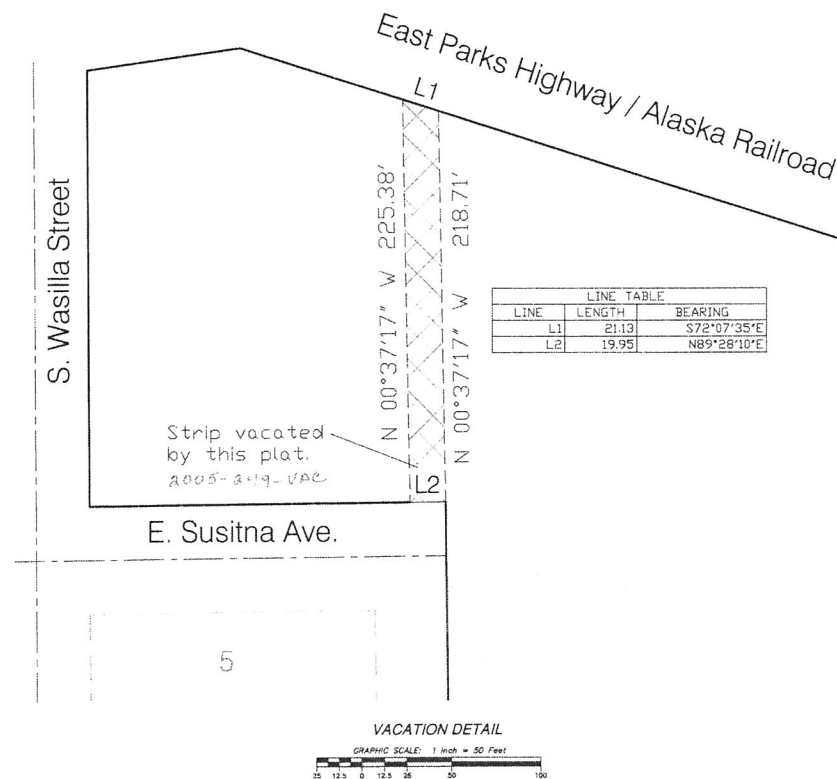 East Parks Highway / Alaska Railroad
L1
S. Wasilla Street
N 00°37'17" W 225.38'
N 00°37'17" W 218.71'
LINE TABLE
LINE LENGTH BEARING
L1 21.13 S72°07'35"E
L2 19.95 N89°28'10"E
Strip vacated
by this plat.
2005-249-VAC
L2
E. Susitna Ave.
5
VACATION DETAIL
GRAPHIC SCALE: 1 inch = 50 Feet
25 12.5 0 12.5 25 50 100